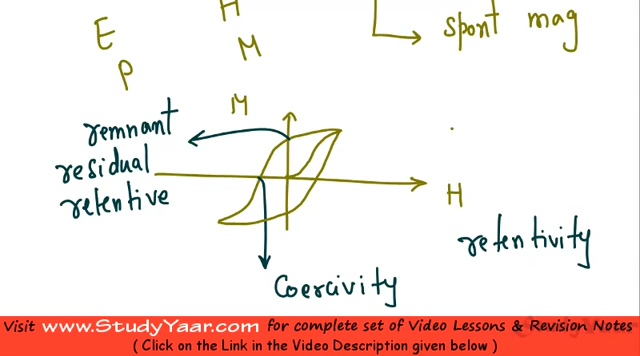 H
E
M
spont mag
P
M
remnant
residual
retentive
H
retentivity
Coercivity
Visit www.StudyYaar.com for complete set of Video Lessons & Revision Notes
( Click on the Link in the Video Description given below )